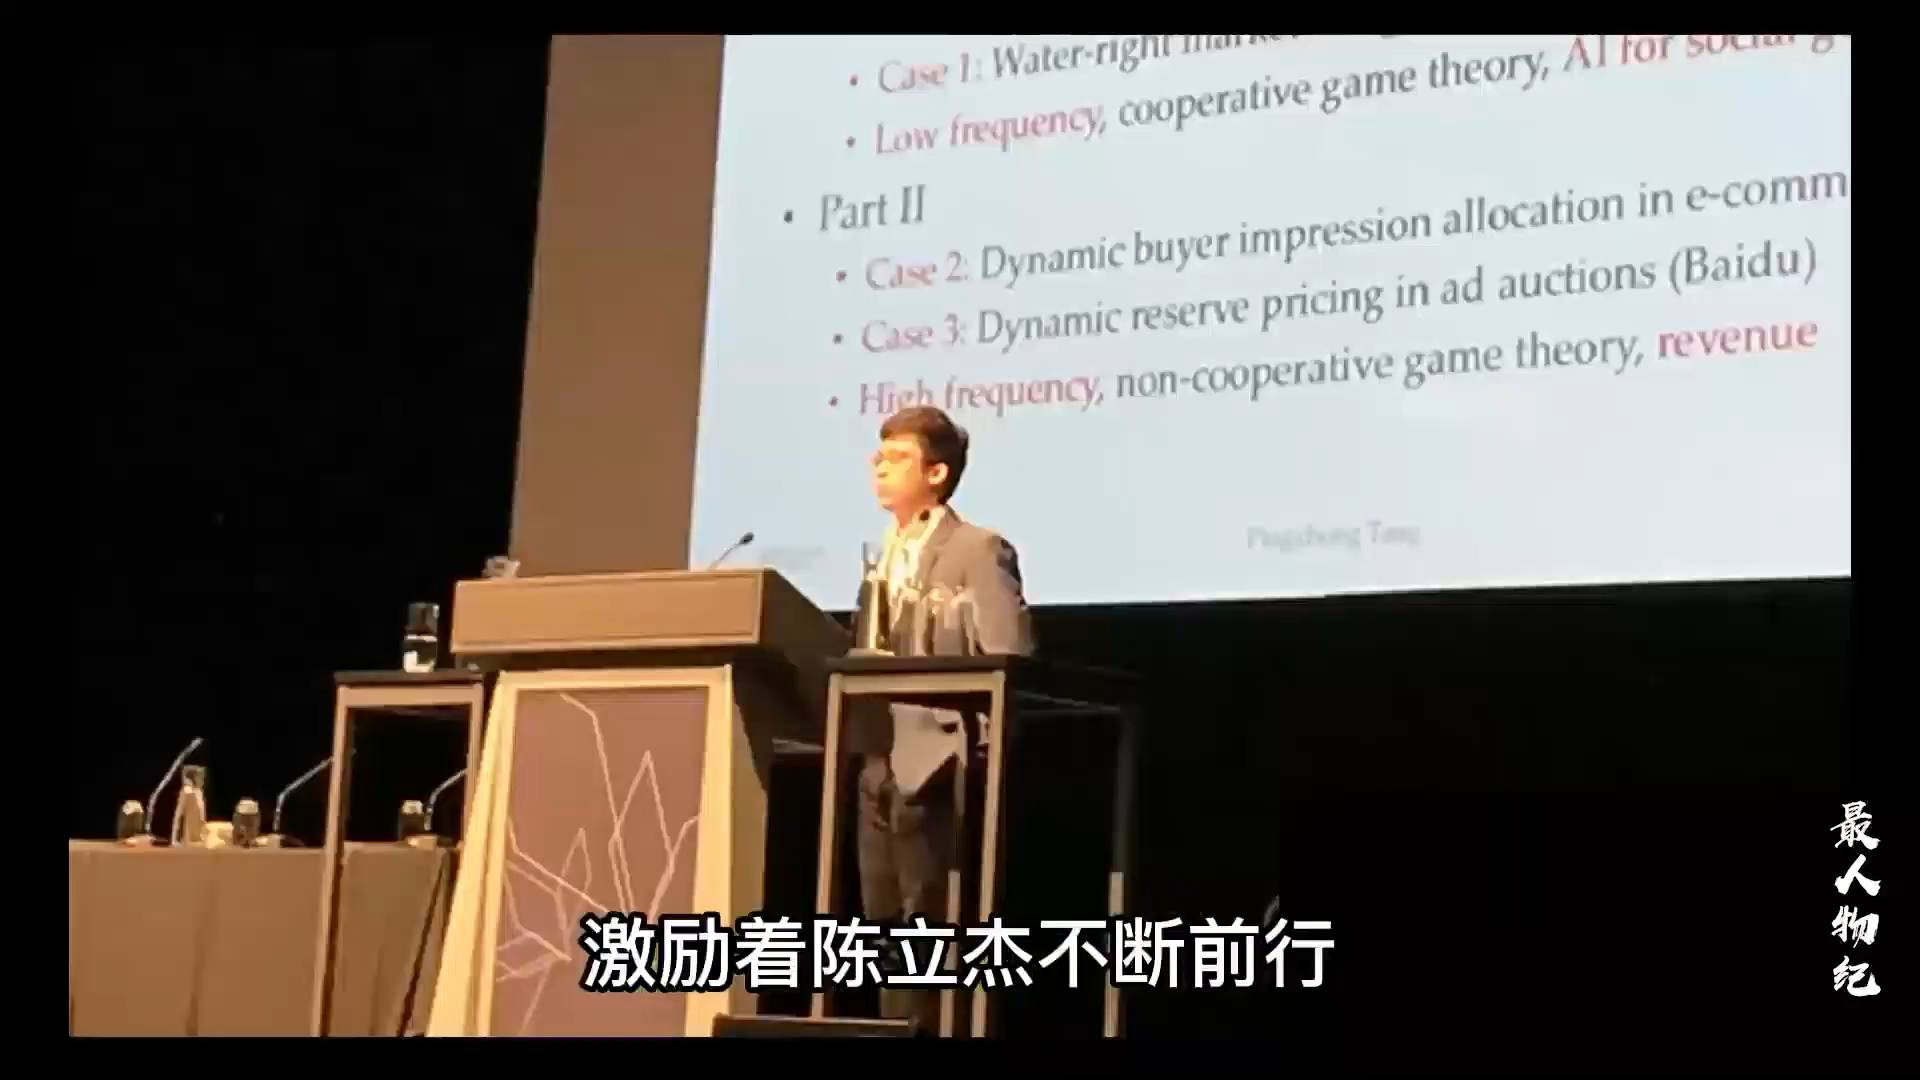 • Case 1: Water-right
• Low frequency, cooperative game theory, AI for social g
• Part II
• Case 2: Dynamic buyer impression allocation in e-comm
• Case 3: Dynamic reserve pricing in ad auctions (Baidu)
• High frequency, non-cooperative game theory, revenue
Pingzhong Tang
激励着陈立杰不断前行
最人物纪